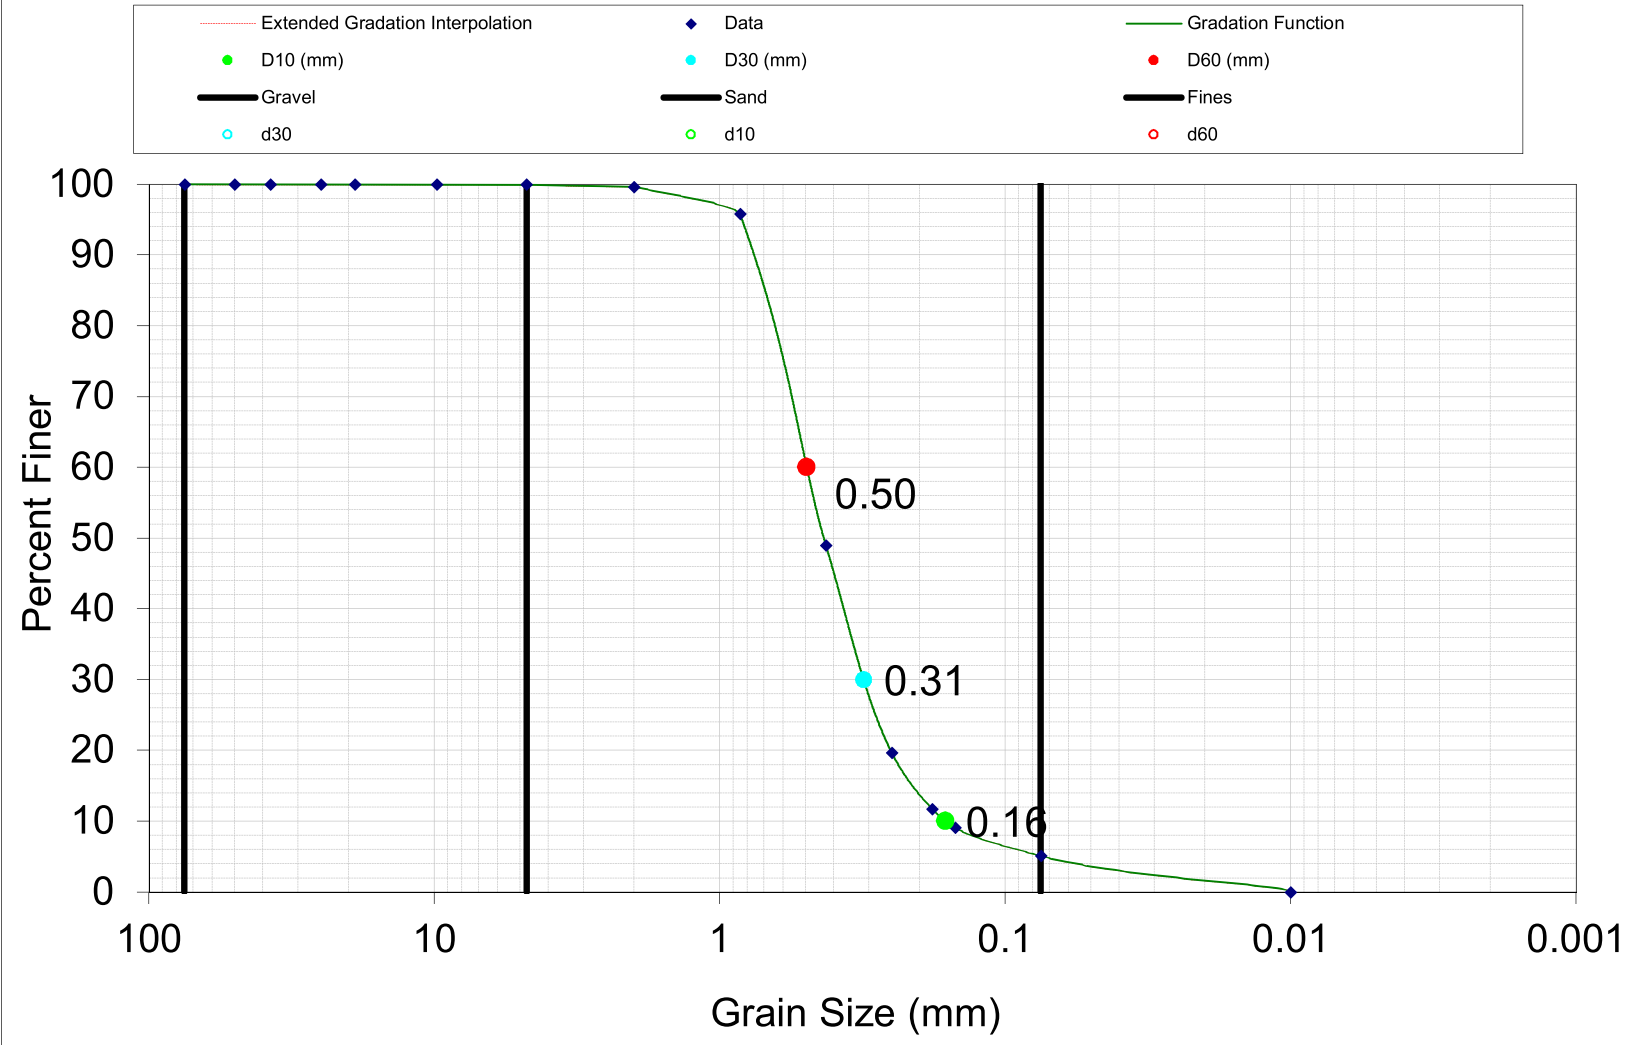 Extended Gradation Interpolation Data Gradation Function
D10 (mm) D30 (mm) D60 (mm)
Gravel Sand Fines
d30 d10 d60
100
90
80
70
60
50
40
30
20
10
0
Percent Finer
0.50
0.31
0.16
100 10 1 0.1 0.01 0.001
Grain Size (mm)